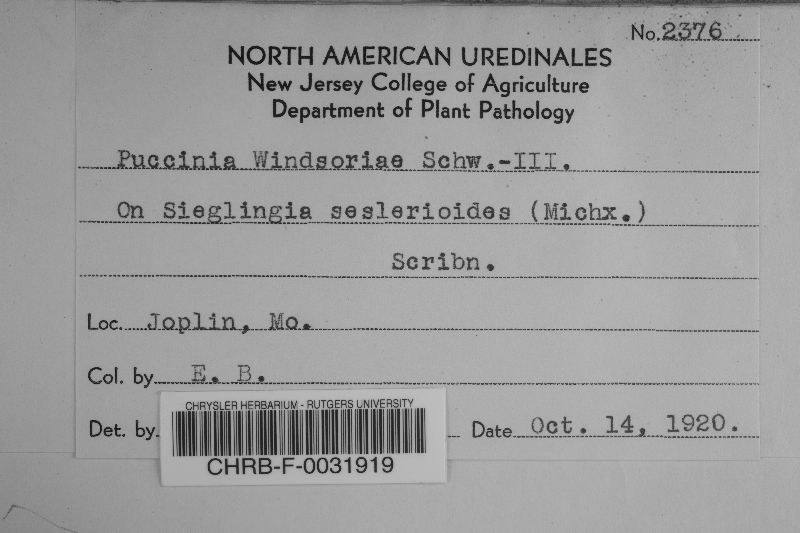 No. 2376
NORTH AMERICAN UREDINALES
New Jersey College of Agriculture
Department of Plant Pathology
Puccinia Windsoriae Schw.-III.
On Sieglingia seslerioides (Michx.)
Scribn.
Loc. Joplin, Mo.
Col. by E. B.
Det. by
Date Oct. 14, 1920.
CHRYSLER HERBARIUM - RUTGERS UNIVERSITY
CHRB-F-0031919